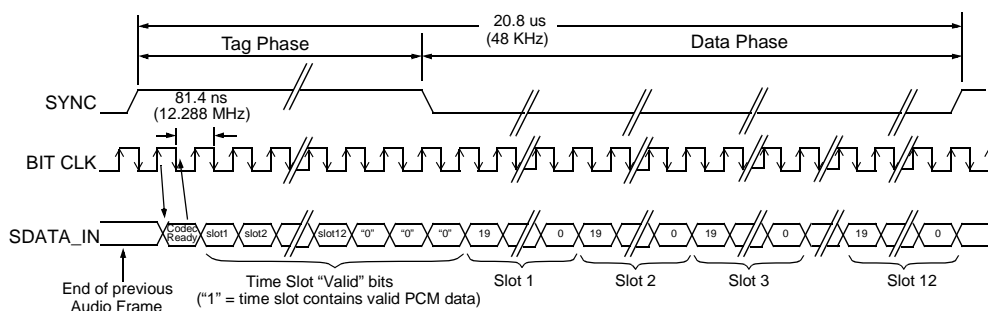 20.8 us
(48 KHz)
Tag Phase
Data Phase
SYNC
81.4 ns
(12.288 MHz)
BIT CLK
SDATA_IN
Codec
Ready
slot1
slot2
slot12
"0"
"0"
"0"
19
0
19
0
19
0
19
0
End of previous
Audio Frame
Time Slot “Valid” bits
(“1” = time slot contains valid PCM data)
Slot 1
Slot 2
Slot 3
Slot 12